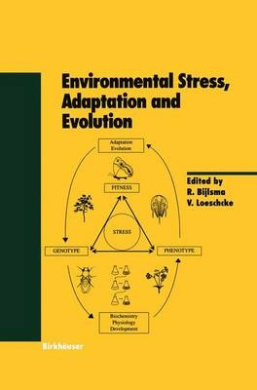 Environmental Stress,
Adaptation and
Evolution
Edited by
R. Bijlsma
V. Loeschcke
Adaptation
Evolution
FITNESS
STRESS
GENOTYPE
PHENOTYPE
Biochemistry
Physiology
Development
Birkhäuser